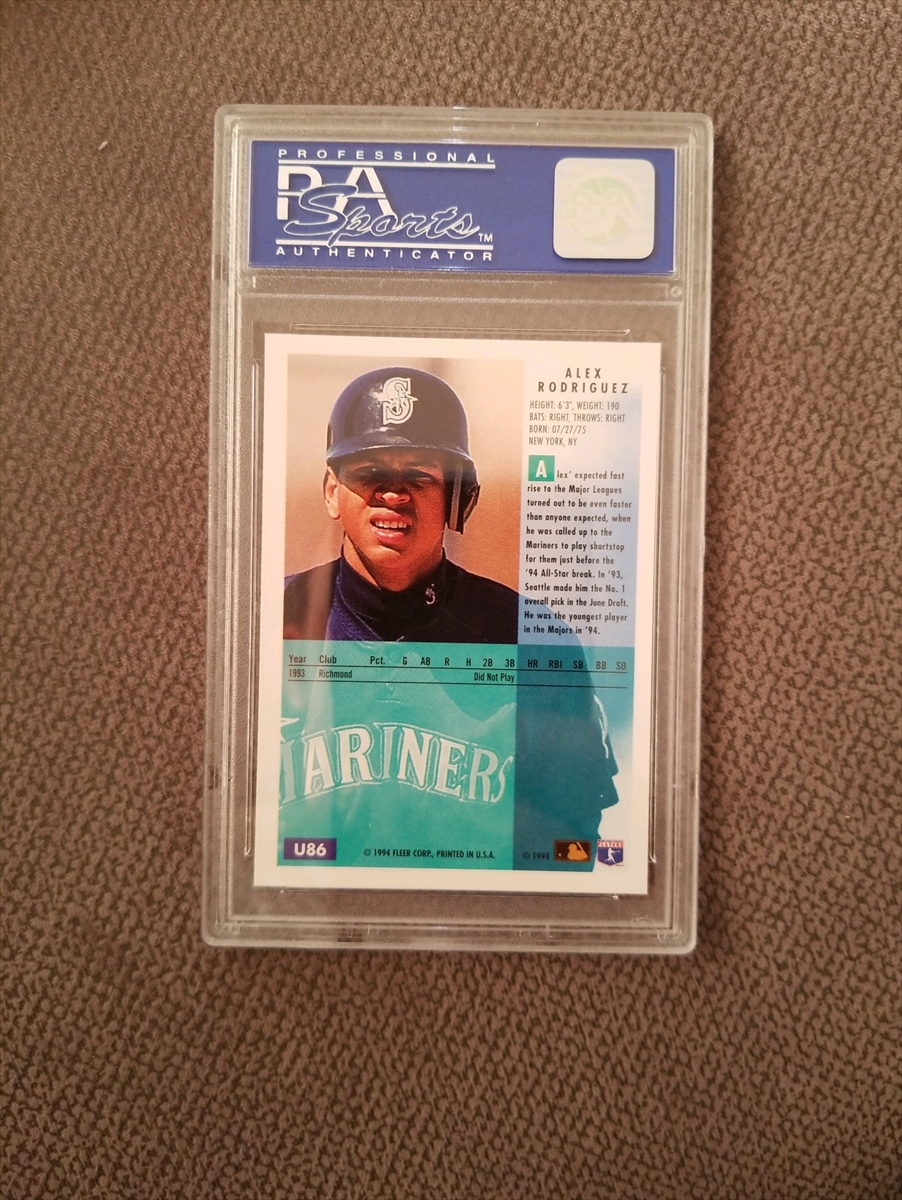 PROFESSIONAL
PSA
Sports™
AUTHENTICATOR
ALEX
RODRIGUEZ
HEIGHT: 6'3", WEIGHT: 190
BATS: RIGHT, THROWS: RIGHT
BORN: 07/27/75
NEW YORK, NY
Alex' expected fast
rise to the Major Leagues
turned out to be even faster
than anyone expected, when
he was called up to the
Mariners to play shortstop
for them just before the
'94 All-Star break. In '93,
Seattle made him the No. 1
overall pick in the June Draft.
He was the youngest player
in the Majors in '94.
Year Club Pct. G AB R H 2B 3B HR RBI SB BB SO
1993 Richmond Did Not Play
MARINERS
U86
© 1994 FLEER CORP., PRINTED IN U.S.A.
© 1994